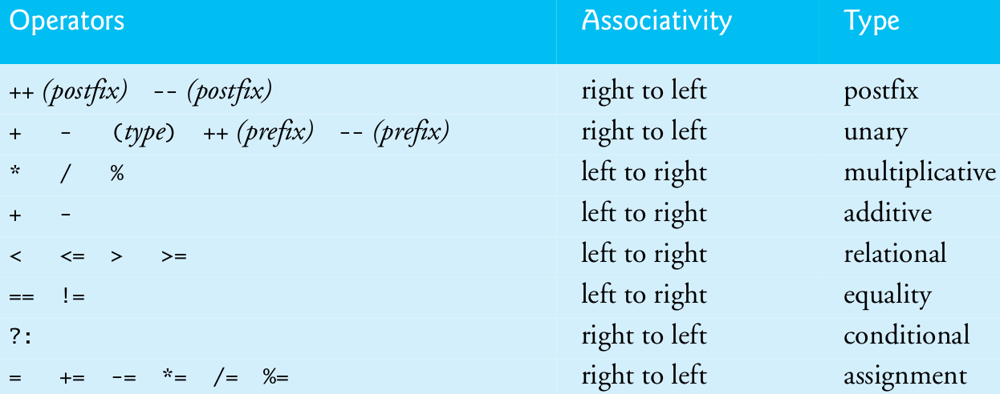 Operators Associativity Type
++ (postfix) -- (postfix) right to left postfix
+ - (type) ++ (prefix) -- (prefix) right to left unary
* / % left to right multiplicative
+ - left to right additive
< <= > >= left to right relational
== != left to right equality
?: right to left conditional
= += -= *= /= %= right to left assignment